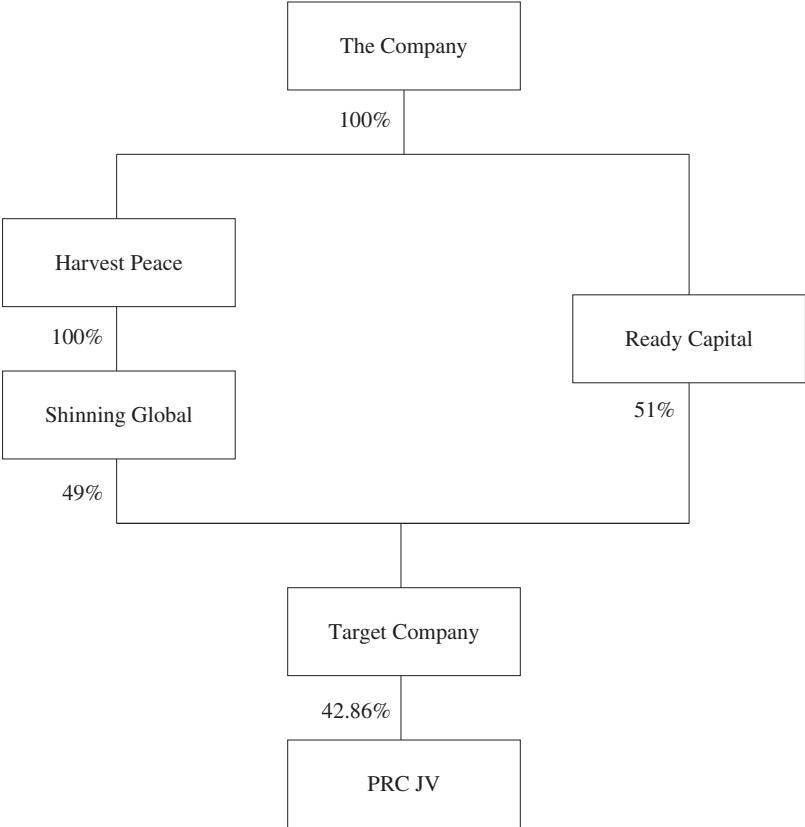 The Company
100%
Harvest Peace
100%
Ready Capital
Shinning Global
51%
49%
Target Company
42.86%
PRC JV